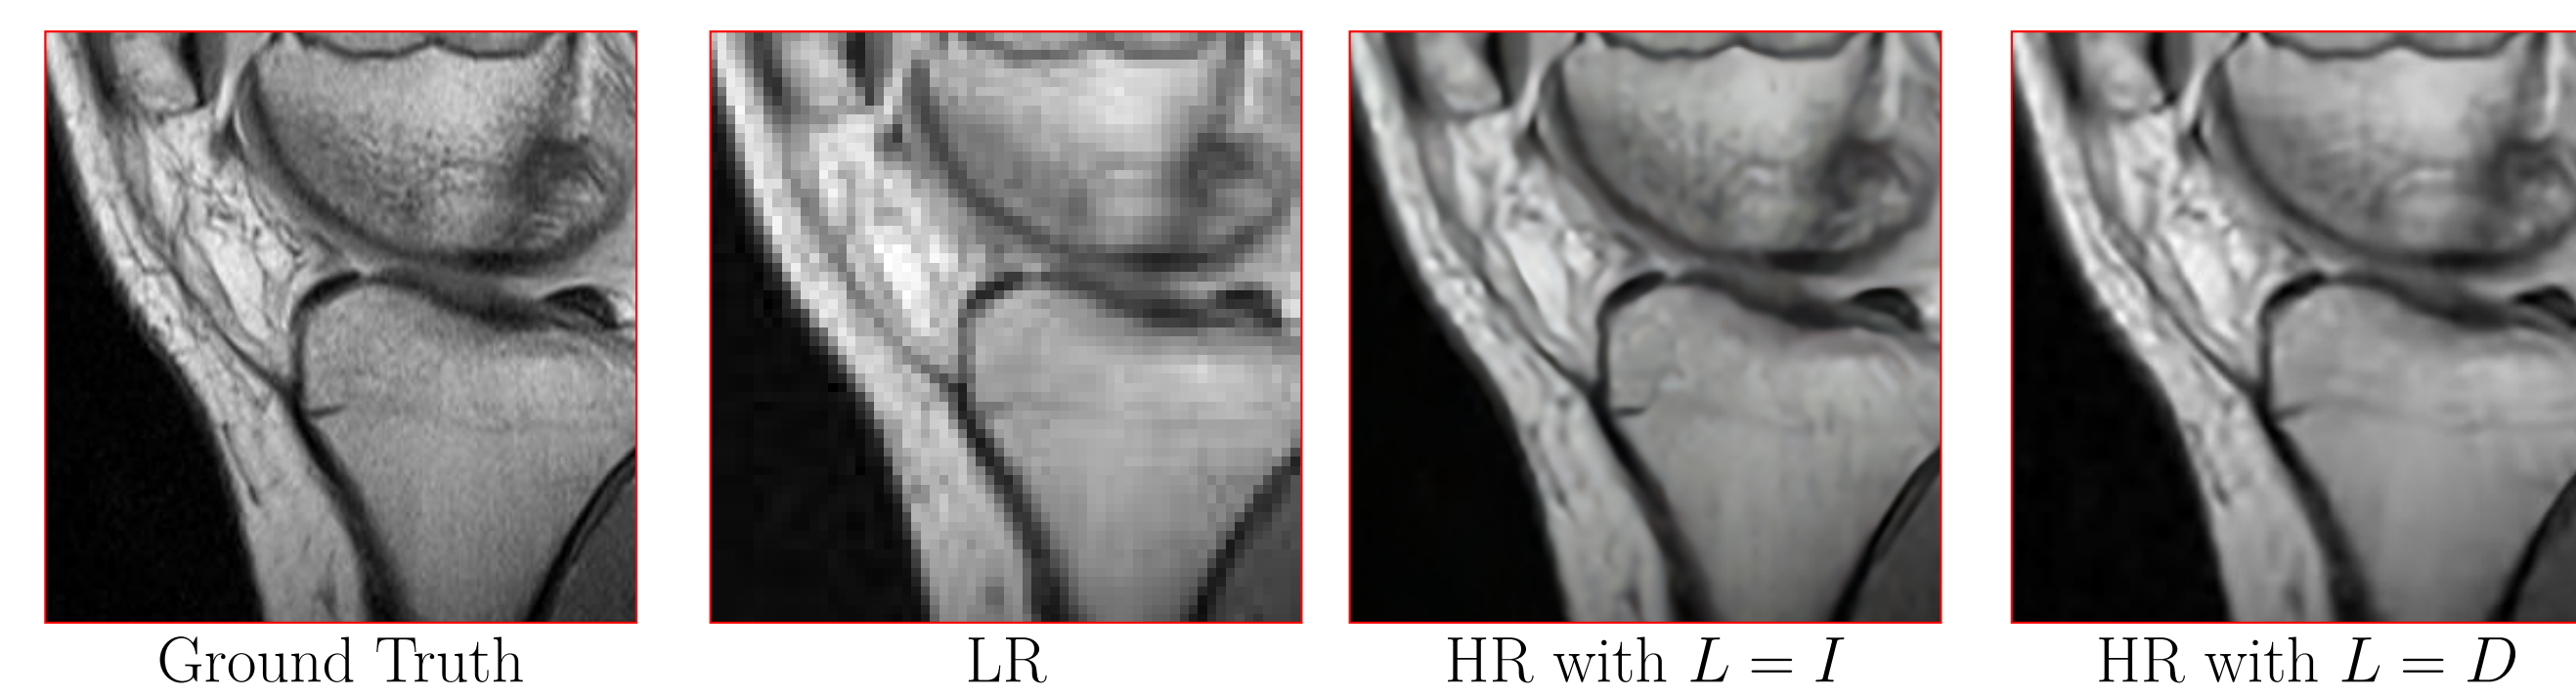 Ground Truth LR HR with L = I HR with L = D